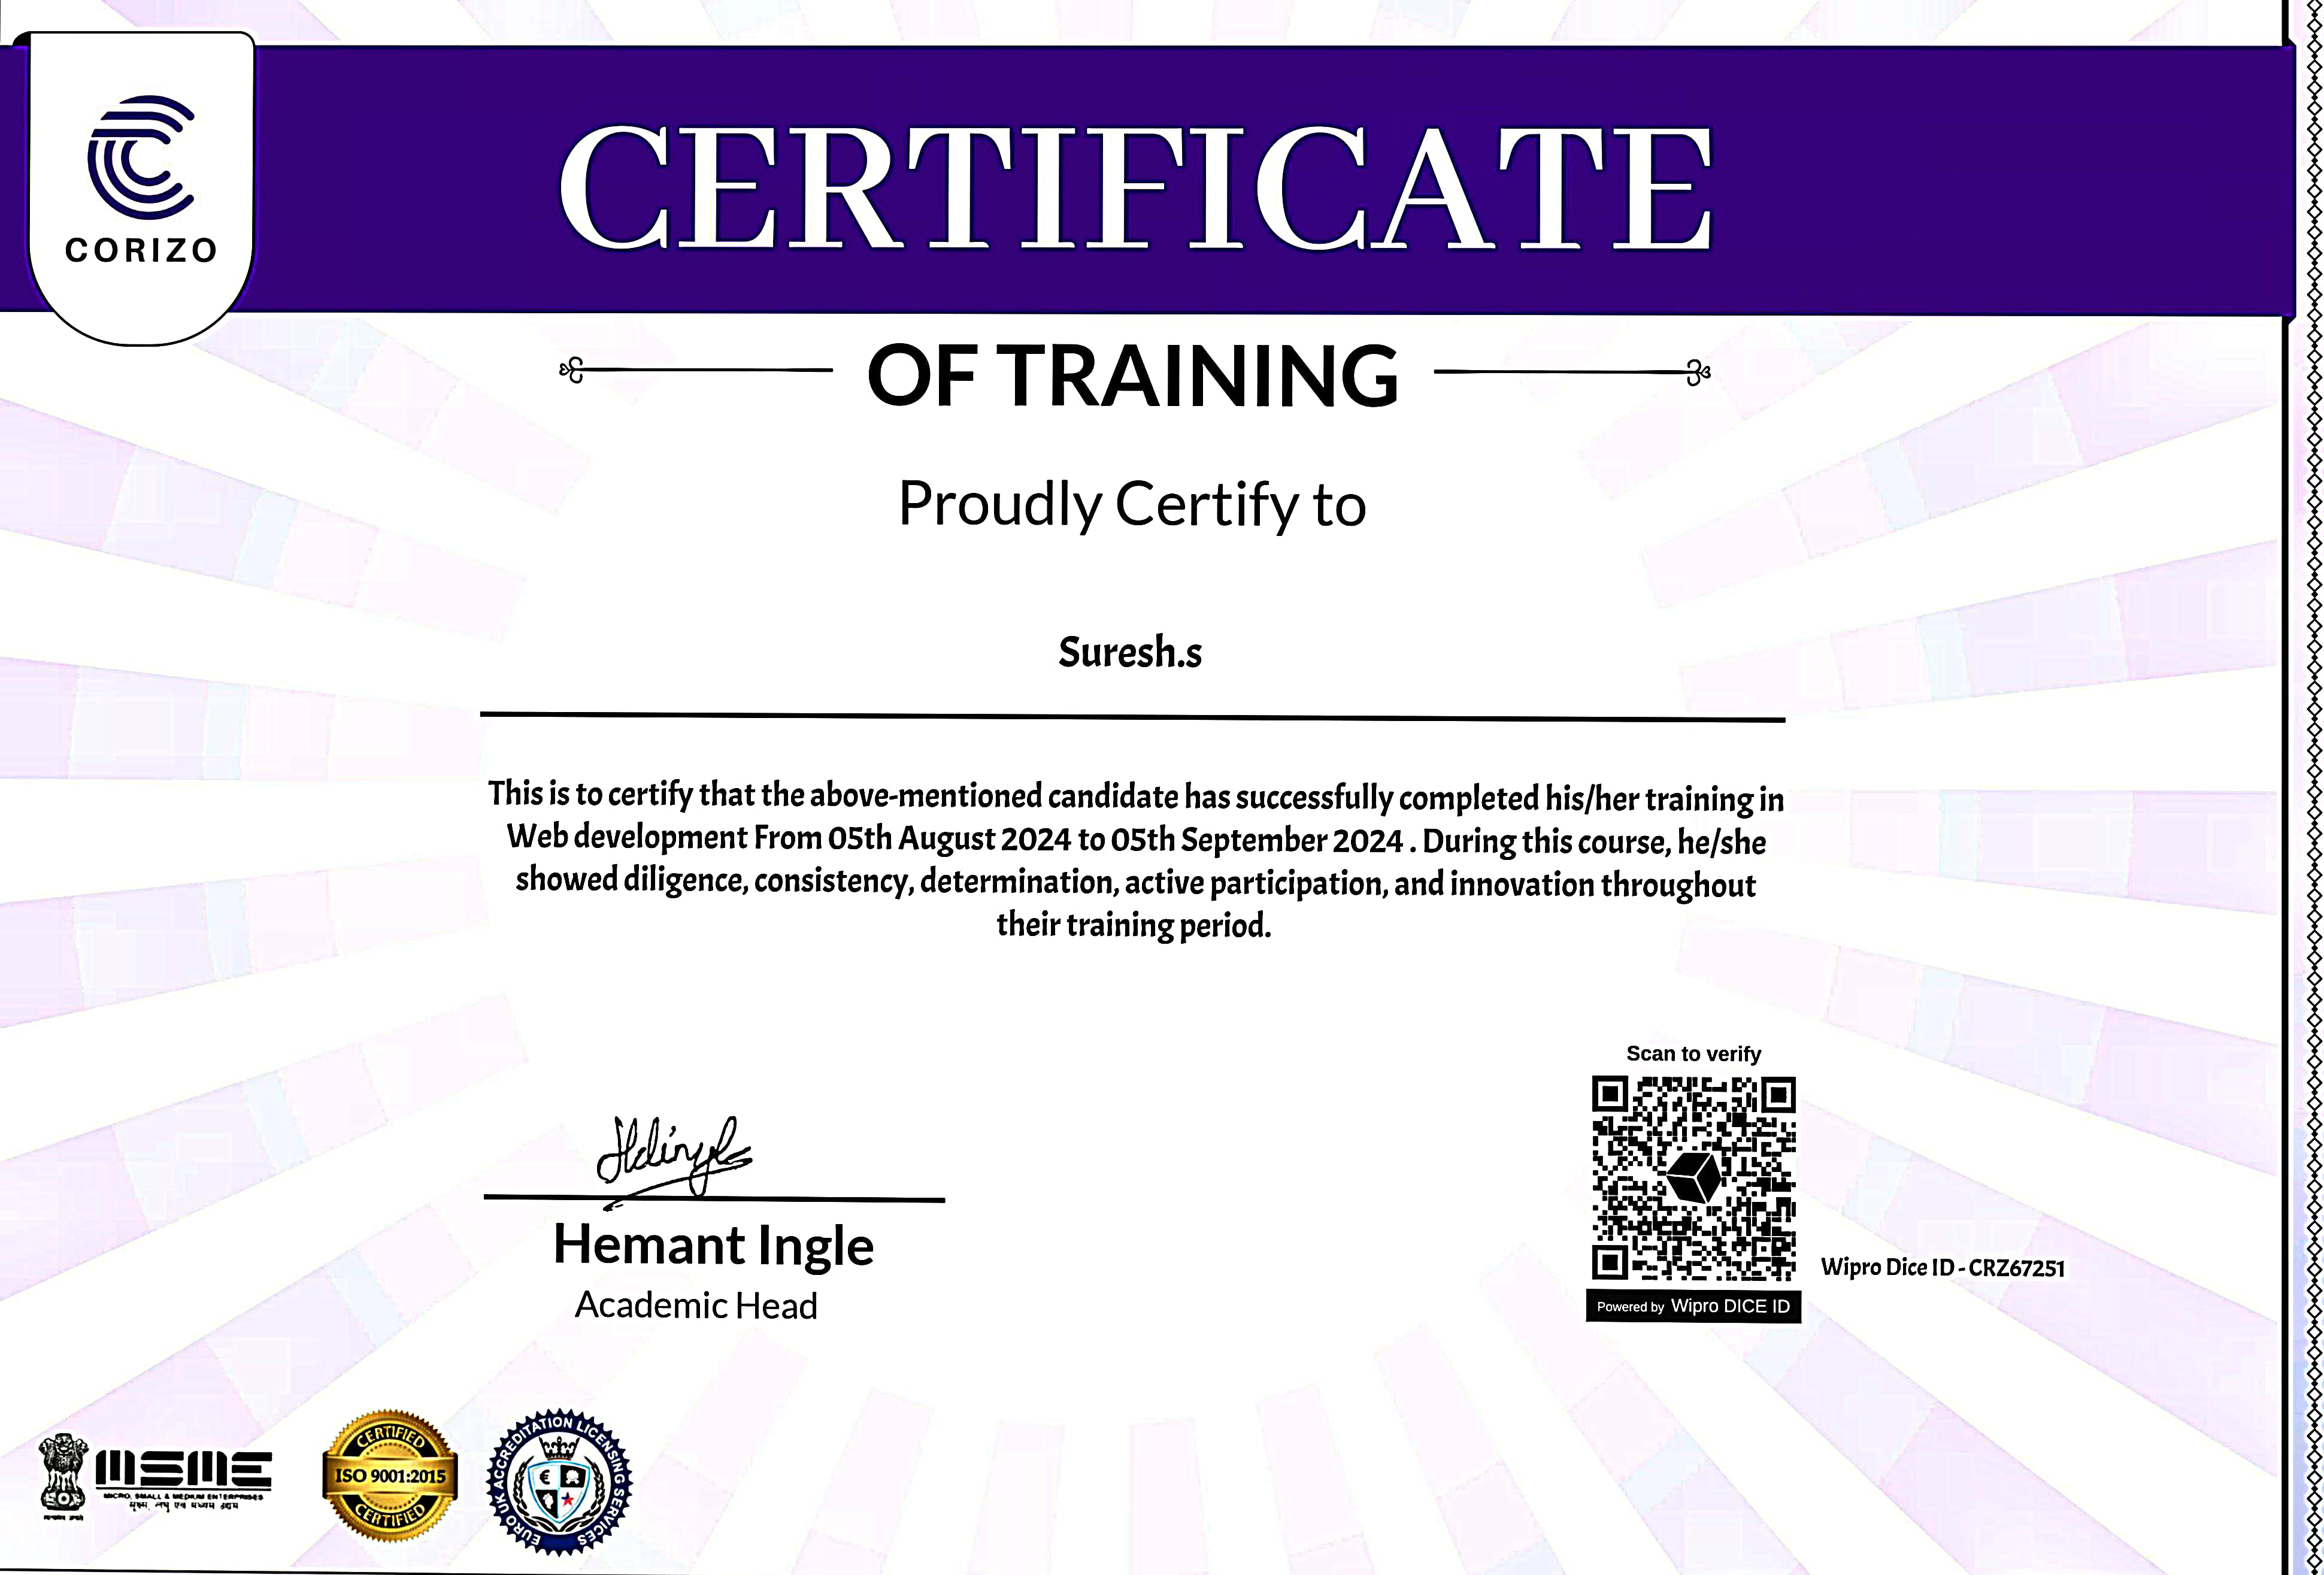 CORIZO
CERTIFICATE
OF TRAINING
Proudly Certify to
Suresh.s
This is to certify that the above-mentioned candidate has successfully completed his/her training in
Web development From 05th August 2024 to 05th September 2024 . During this course, he/she
showed diligence, consistency, determination, active participation, and innovation throughout
their training period.
Scan to verify
Hemant Ingle
Academic Head
Wipro Dice ID - CRZ67251
Powered by Wipro DICE ID
MSME
MICRO, SMALL & MEDIUM ENTERPRISES
CERTIFIED
ISO 9001:2015
CERTIFIED
EURO UK ACCREDITATION LICENSING SERVICES